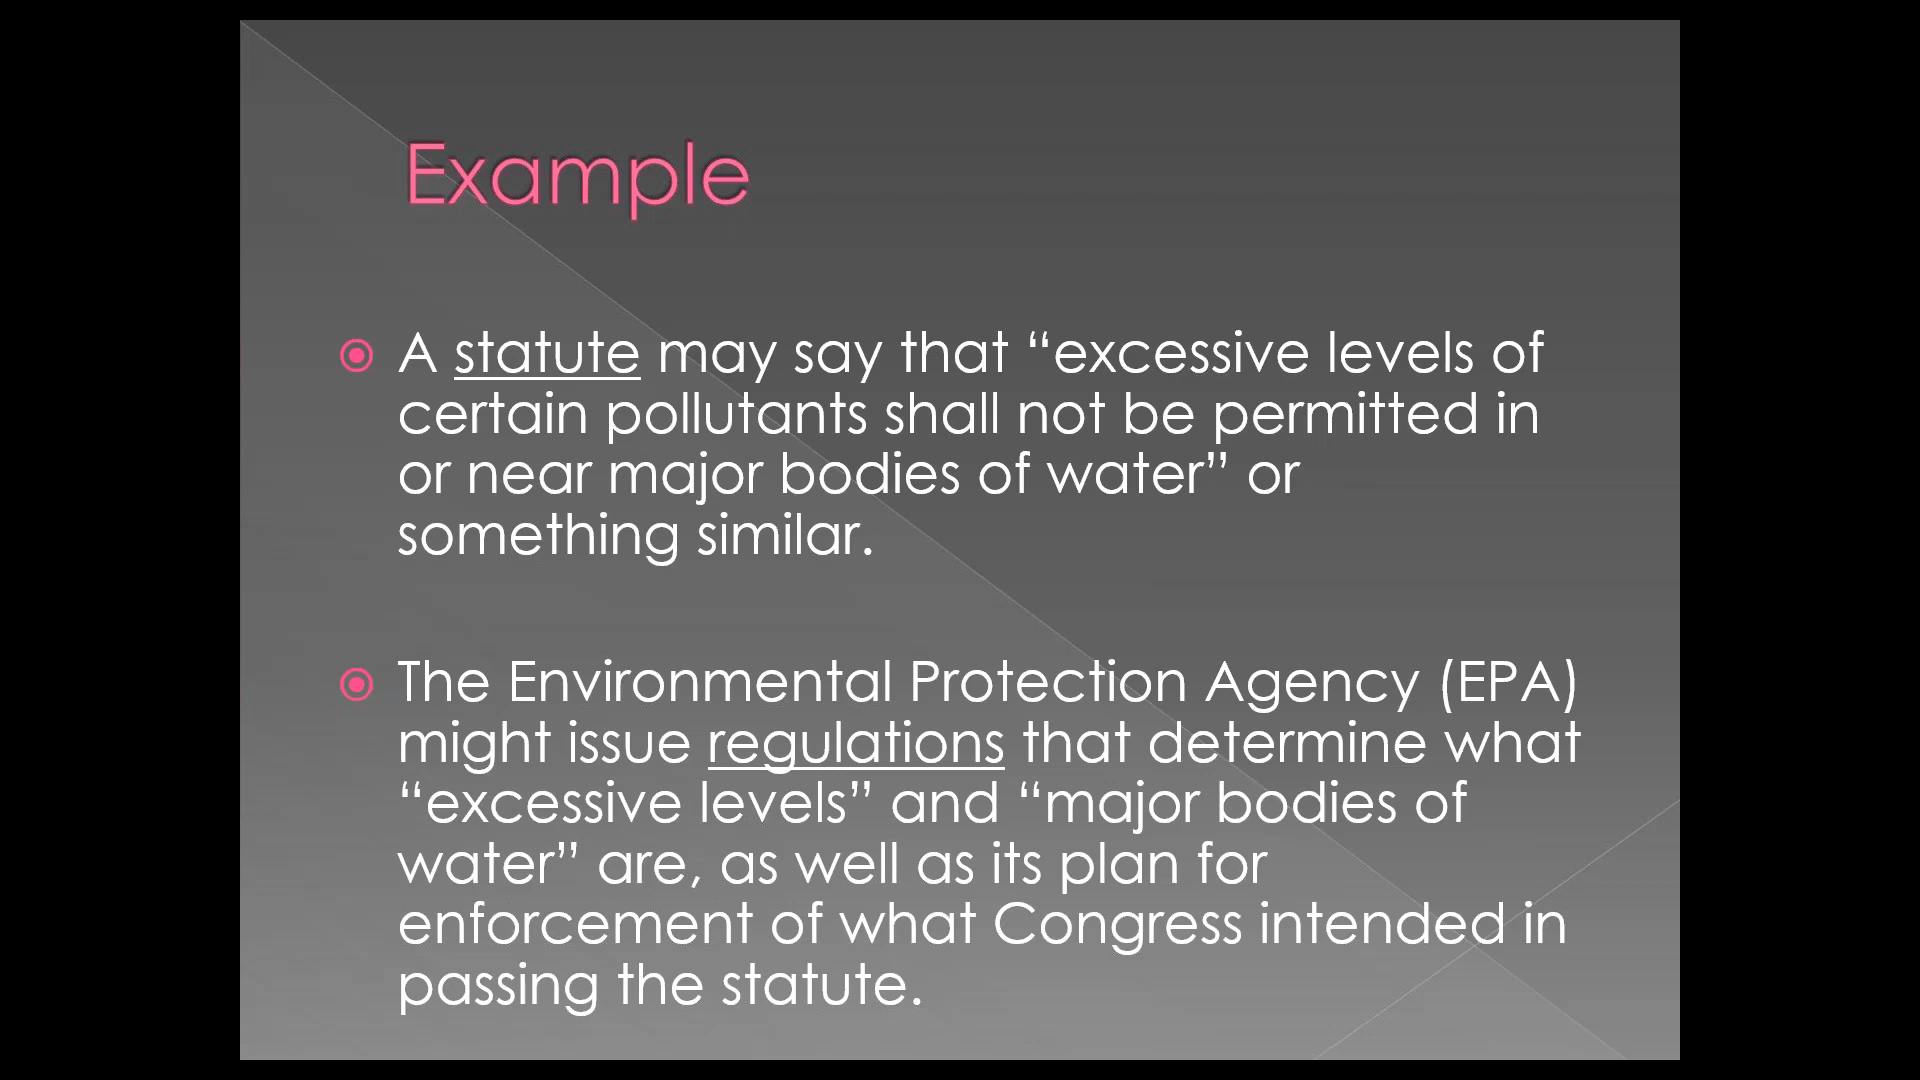 Example
A statute may say that “excessive levels of
certain pollutants shall not be permitted in
or near major bodies of water” or
something similar.
The Environmental Protection Agency (EPA)
might issue regulations that determine what
“excessive levels” and “major bodies of
water” are, as well as its plan for
enforcement of what Congress intended in
passing the statute.